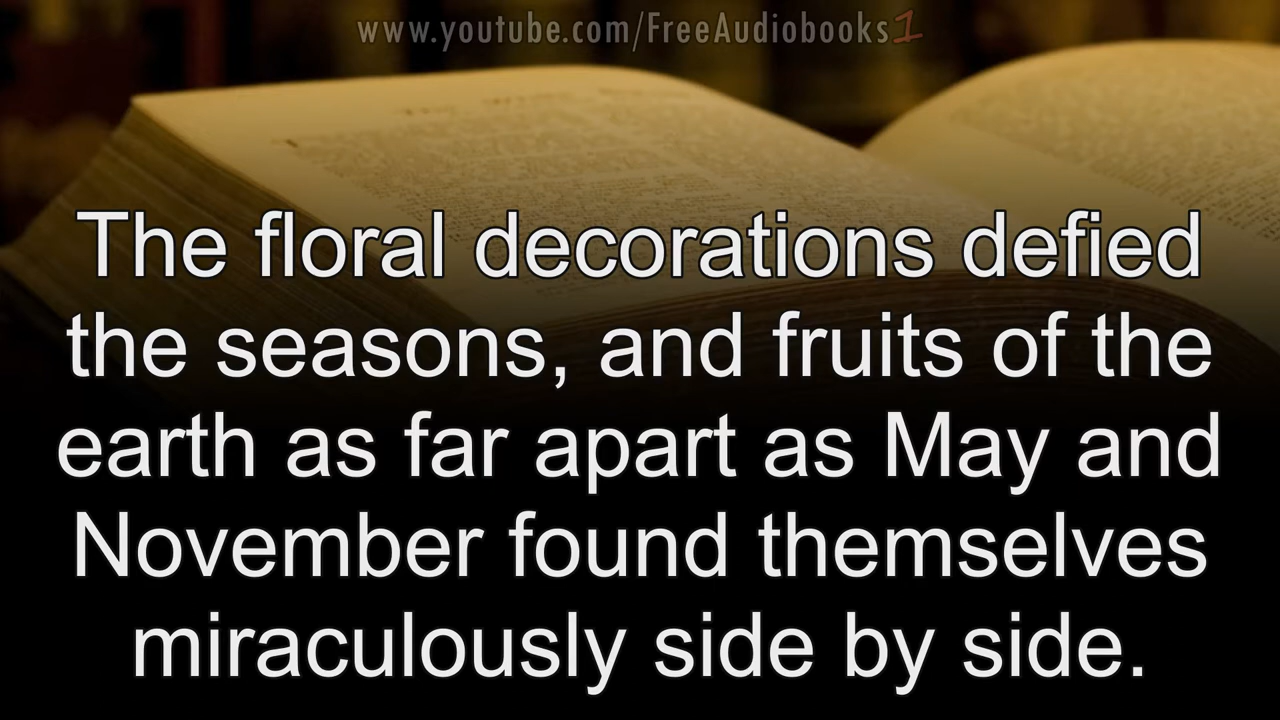 www.youtube.com/FreeAudiobooks1
The floral decorations defied
the seasons, and fruits of the
earth as far apart as May and
November found themselves
miraculously side by side.